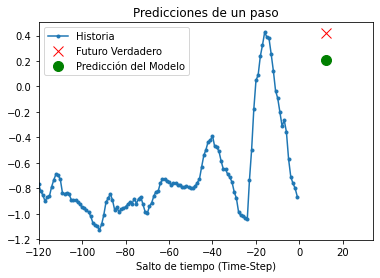 Predicciones de un paso
Historia
Futuro Verdadero
Predicción del Modelo
0.4
0.2
0.0
−0.2
−0.4
−0.6
−0.8
−1.0
−1.2
−120 −100 −80 −60 −40 −20 0 20
Salto de tiempo (Time-Step)